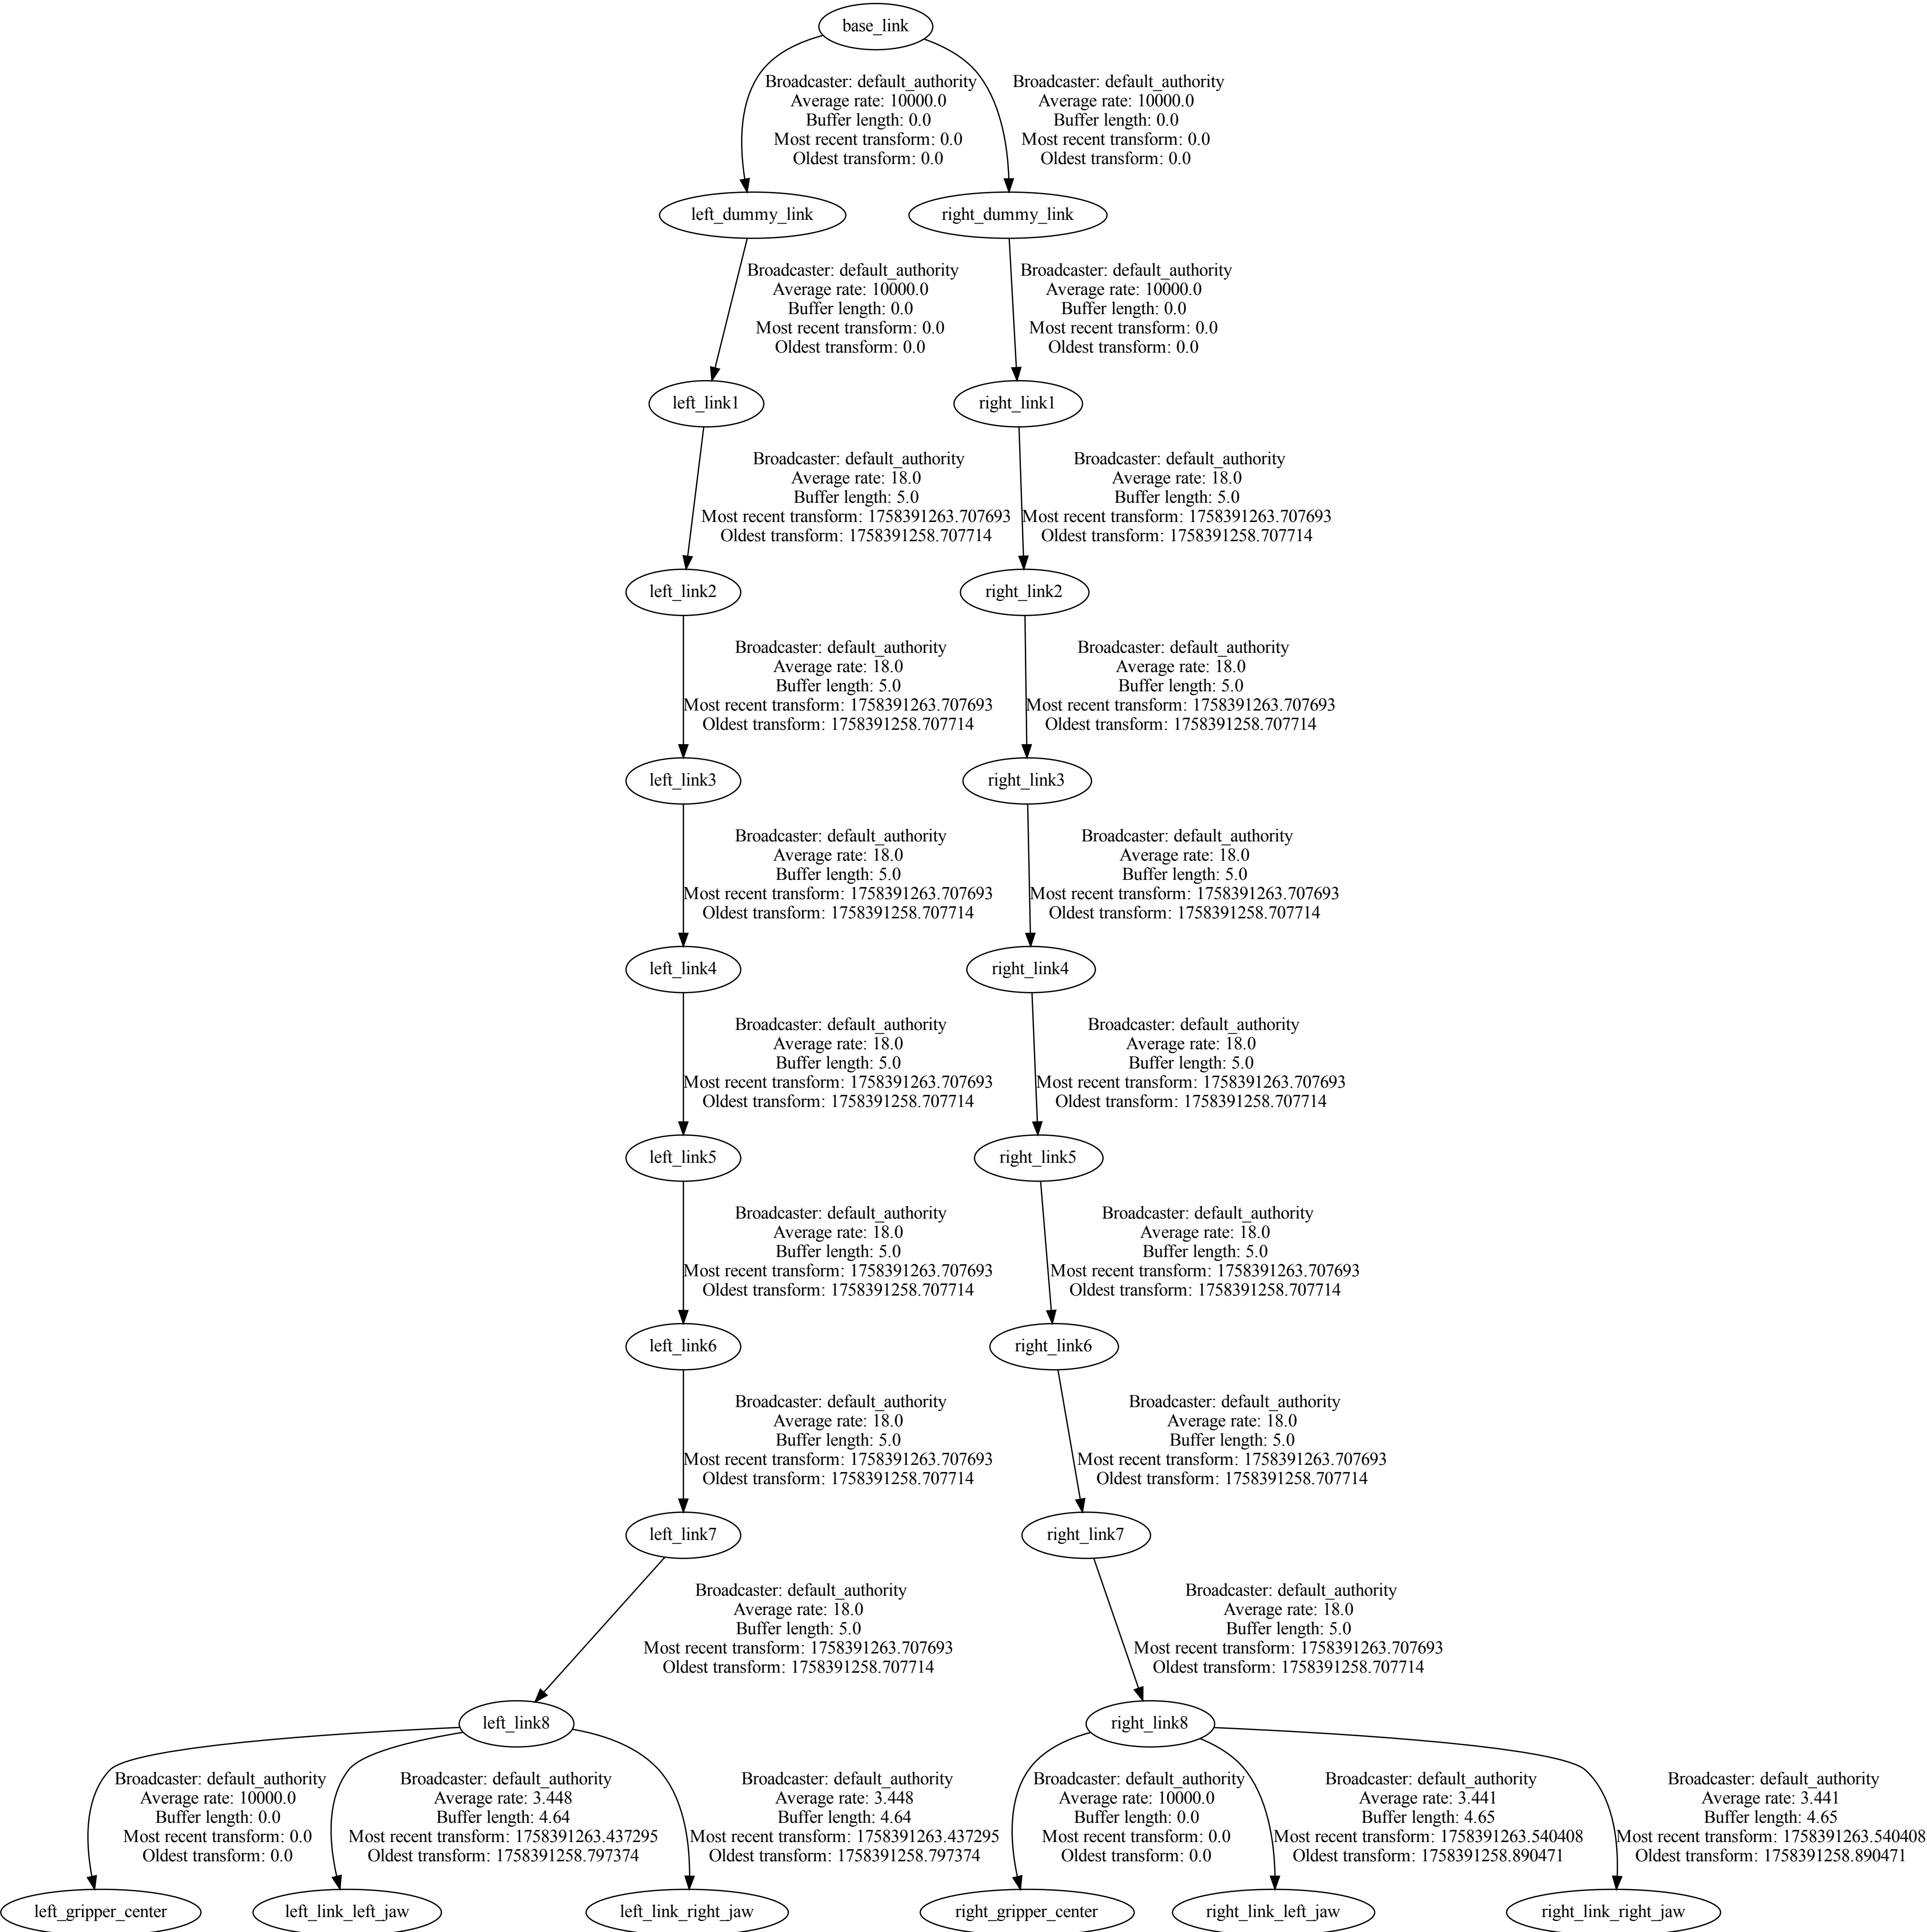 base_link
Broadcaster: default_authority
Average rate: 10000.0
Buffer length: 0.0
Most recent transform: 0.0
Oldest transform: 0.0
Broadcaster: default_authority
Average rate: 10000.0
Buffer length: 0.0
Most recent transform: 0.0
Oldest transform: 0.0
left_dummy_link
right_dummy_link
Broadcaster: default_authority
Average rate: 10000.0
Buffer length: 0.0
Most recent transform: 0.0
Oldest transform: 0.0
Broadcaster: default_authority
Average rate: 10000.0
Buffer length: 0.0
Most recent transform: 0.0
Oldest transform: 0.0
left_link1
right_link1
Broadcaster: default_authority
Average rate: 18.0
Buffer length: 5.0
Most recent transform: 1758391263.707693
Oldest transform: 1758391258.707714
Broadcaster: default_authority
Average rate: 18.0
Buffer length: 5.0
Most recent transform: 1758391263.707693
Oldest transform: 1758391258.707714
left_link2
right_link2
Broadcaster: default_authority
Average rate: 18.0
Buffer length: 5.0
Most recent transform: 1758391263.707693
Oldest transform: 1758391258.707714
Broadcaster: default_authority
Average rate: 18.0
Buffer length: 5.0
Most recent transform: 1758391263.707693
Oldest transform: 1758391258.707714
left_link3
right_link3
Broadcaster: default_authority
Average rate: 18.0
Buffer length: 5.0
Most recent transform: 1758391263.707693
Oldest transform: 1758391258.707714
Broadcaster: default_authority
Average rate: 18.0
Buffer length: 5.0
Most recent transform: 1758391263.707693
Oldest transform: 1758391258.707714
left_link4
right_link4
Broadcaster: default_authority
Average rate: 18.0
Buffer length: 5.0
Most recent transform: 1758391263.707693
Oldest transform: 1758391258.707714
Broadcaster: default_authority
Average rate: 18.0
Buffer length: 5.0
Most recent transform: 1758391263.707693
Oldest transform: 1758391258.707714
left_link5
right_link5
Broadcaster: default_authority
Average rate: 18.0
Buffer length: 5.0
Most recent transform: 1758391263.707693
Oldest transform: 1758391258.707714
Broadcaster: default_authority
Average rate: 18.0
Buffer length: 5.0
Most recent transform: 1758391263.707693
Oldest transform: 1758391258.707714
left_link6
right_link6
Broadcaster: default_authority
Average rate: 18.0
Buffer length: 5.0
Most recent transform: 1758391263.707693
Oldest transform: 1758391258.707714
Broadcaster: default_authority
Average rate: 18.0
Buffer length: 5.0
Most recent transform: 1758391263.707693
Oldest transform: 1758391258.707714
left_link7
right_link7
Broadcaster: default_authority
Average rate: 18.0
Buffer length: 5.0
Most recent transform: 1758391263.707693
Oldest transform: 1758391258.707714
Broadcaster: default_authority
Average rate: 18.0
Buffer length: 5.0
Most recent transform: 1758391263.707693
Oldest transform: 1758391258.707714
left_link8
right_link8
Broadcaster: default_authority
Average rate: 10000.0
Buffer length: 0.0
Most recent transform: 0.0
Oldest transform: 0.0
Broadcaster: default_authority
Average rate: 3.448
Buffer length: 4.64
Most recent transform: 1758391263.437295
Oldest transform: 1758391258.797374
Broadcaster: default_authority
Average rate: 3.448
Buffer length: 4.64
Most recent transform: 1758391263.437295
Oldest transform: 1758391258.797374
Broadcaster: default_authority
Average rate: 10000.0
Buffer length: 0.0
Most recent transform: 0.0
Oldest transform: 0.0
Broadcaster: default_authority
Average rate: 3.441
Buffer length: 4.65
Most recent transform: 1758391263.540408
Oldest transform: 1758391258.890471
Broadcaster: default_authority
Average rate: 3.441
Buffer length: 4.65
Most recent transform: 1758391263.540408
Oldest transform: 1758391258.890471
left_gripper_center
left_link_left_jaw
left_link_right_jaw
right_gripper_center
right_link_left_jaw
right_link_right_jaw